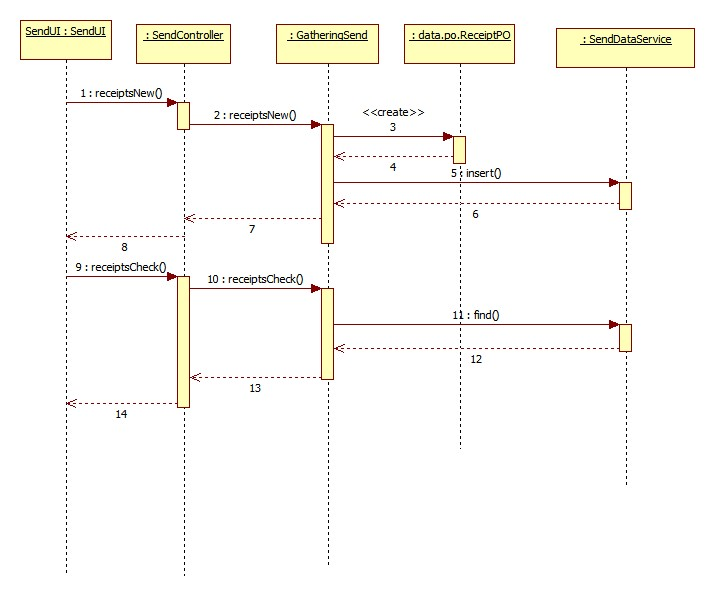 SendUI : SendUI
: SendController
: GatheringSend
: data.po.ReceiptPO
: SendDataService
1 : receiptsNew()
2 : receiptsNew()
<<create>>
3
4
5 : insert()
6
7
8
9 : receiptsCheck()
10 : receiptsCheck()
11 : find()
12
13
14